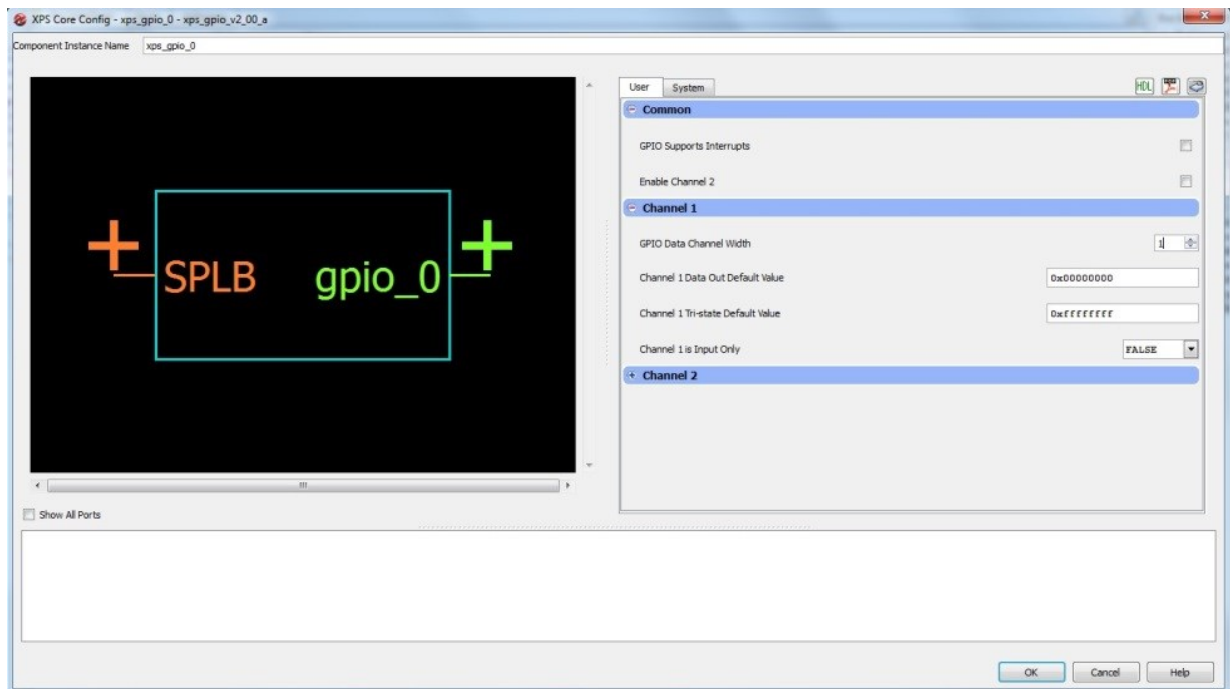 XPS Core Config - xps_gpio_0 - xps_gpio_v2_00_a
Component Instance Name xps_gpio_0
User System HDL
Common
GPIO Supports Interrupts
Enable Channel 2
Channel 1
GPIO Data Channel Width 1
Channel 1 Data Out Default Value 0x00000000
Channel 1 Tri-state Default Value 0xffffffff
Channel 1 is Input Only FALSE
Channel 2
SPLB gpio_0
Show All Ports
OK Cancel Help